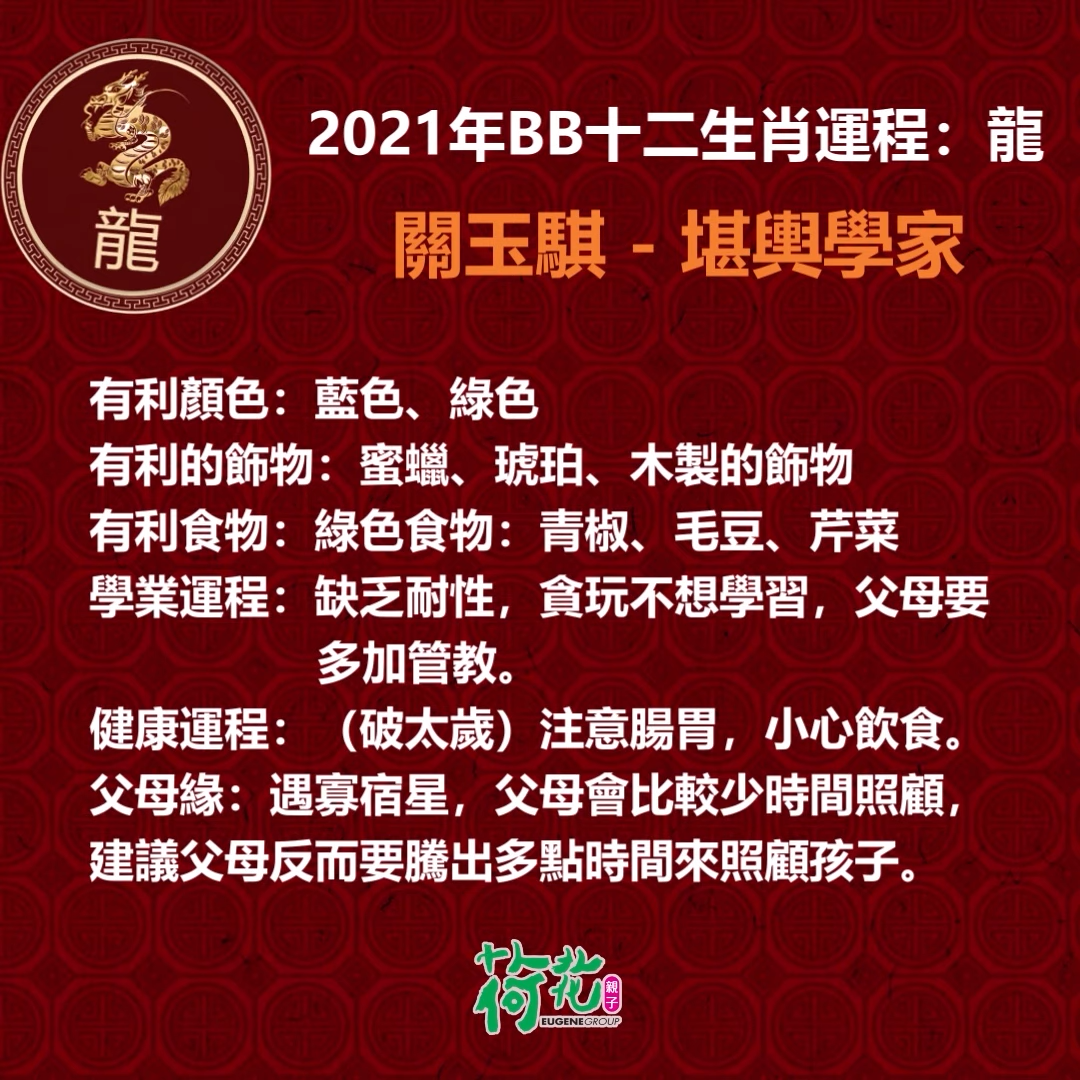 龍
2021年BB十二生肖運程：龍
關玉騏 - 堪輿學家
有利顏色：藍色、綠色
有利的飾物：蜜蠟、琥珀、木製的飾物
有利食物：綠色食物：青椒、毛豆、芹菜
學業運程：缺乏耐性，貪玩不想學習，父母要
多加管教。
健康運程：（破太歲）注意腸胃，小心飲食。
父母緣：遇寡宿星，父母會比較少時間照顧，
建議父母反而要騰出多點時間來照顧孩子。
荷花 親子
EUGENE GROUP